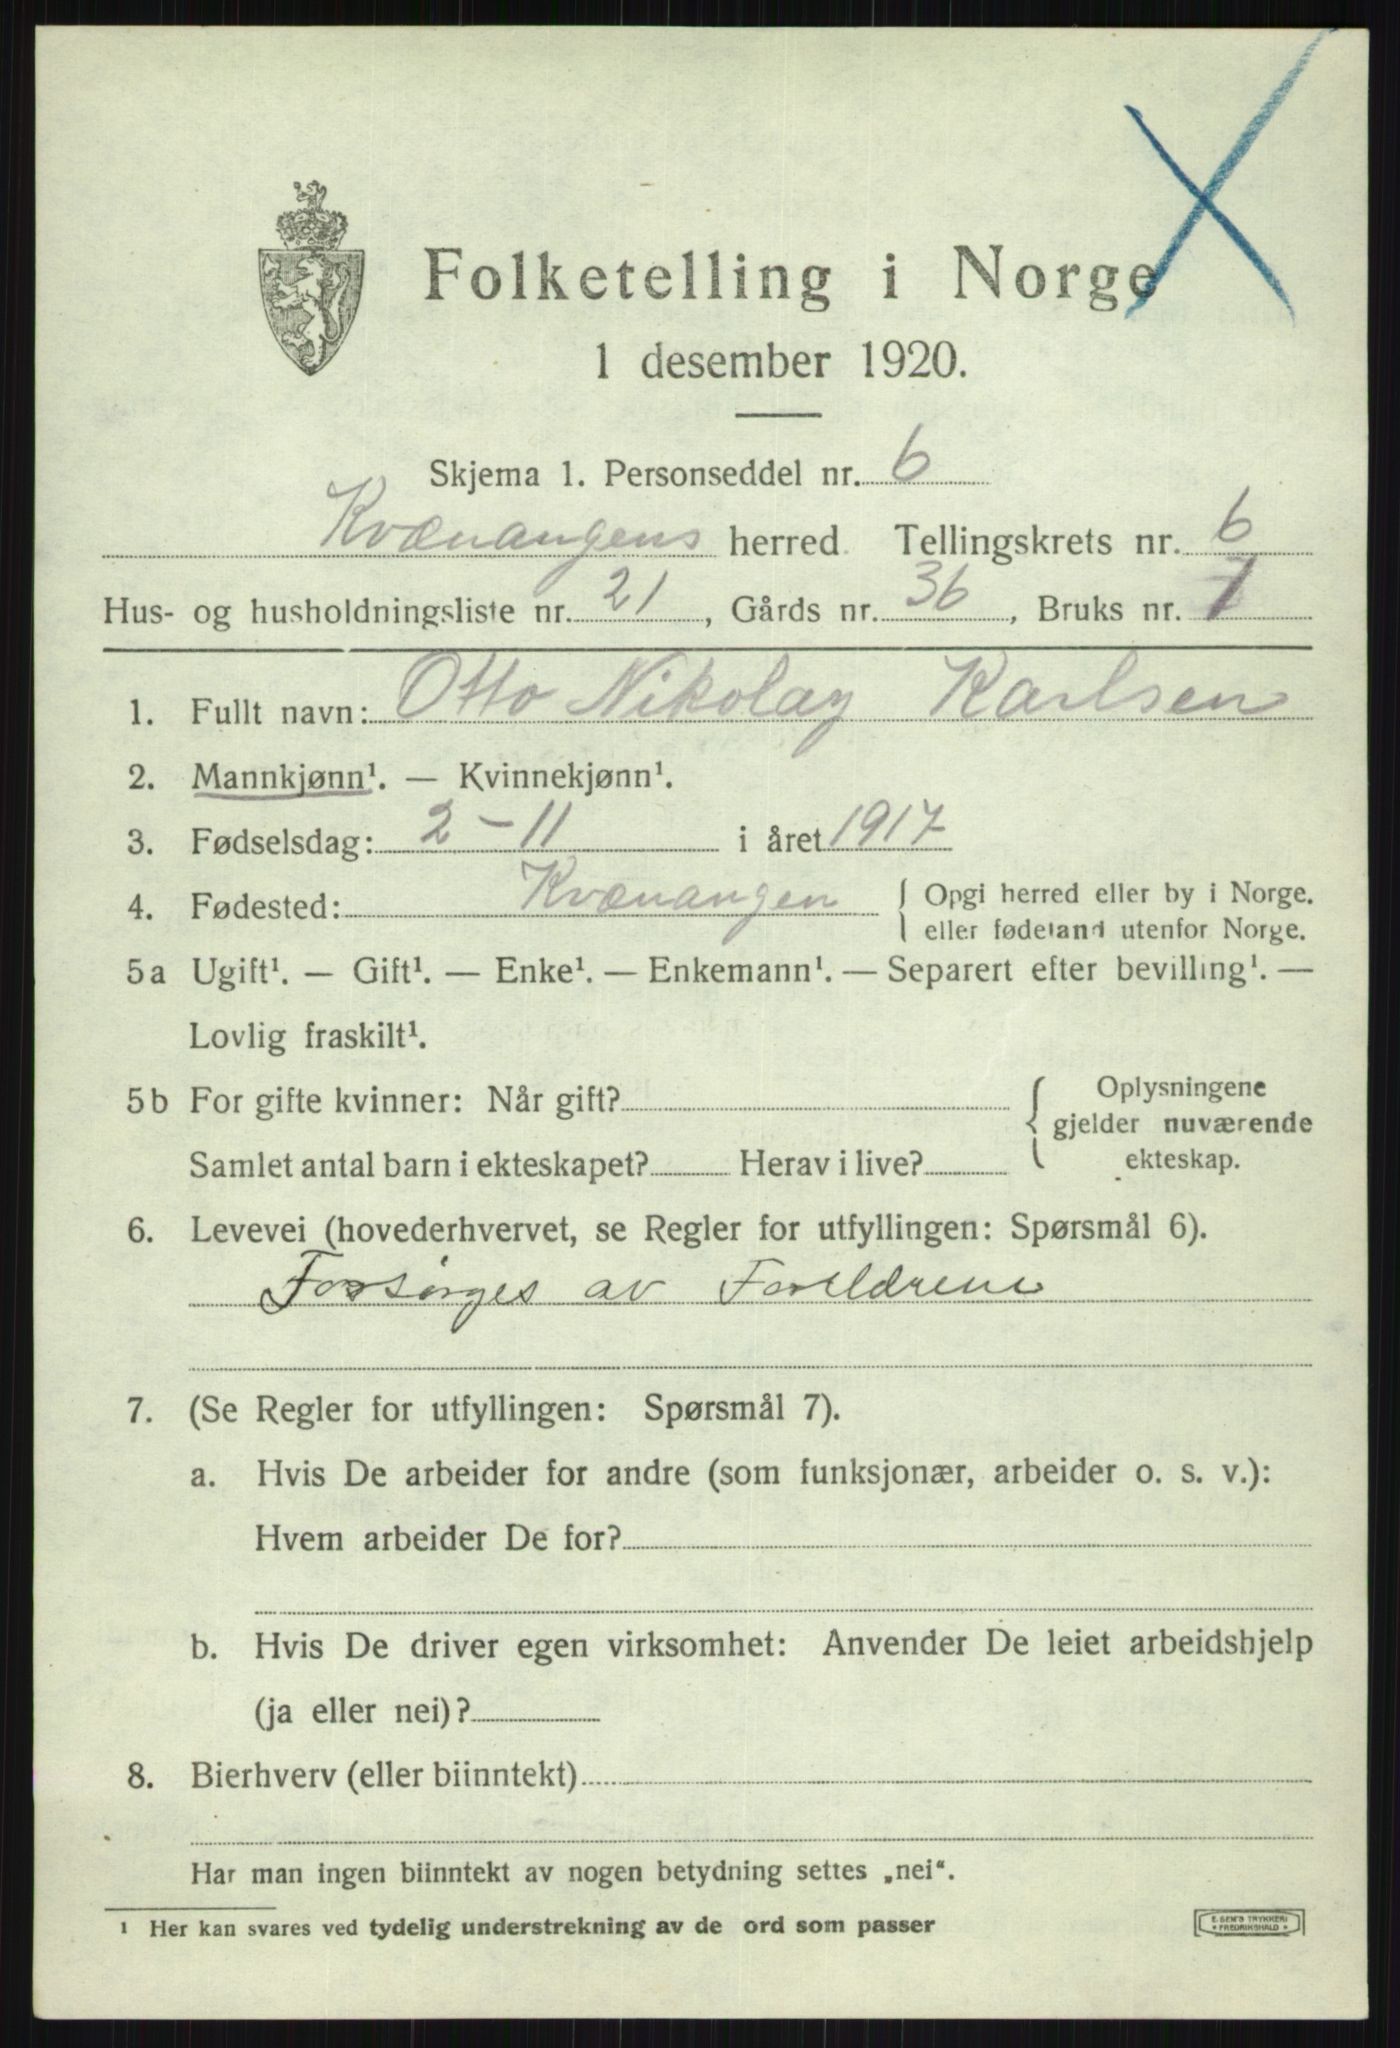 Folketelling i Norge
1 desember 1920.
Skjema 1. Personseddel nr. 6
Kvænangens herred. Tellingskrets nr. 6
Hus- og husholdningsliste nr. 21, Gårds nr. 36, Bruks nr. 7
1. Fullt navn: Otto Nikolay Karlsen
2. Mannkjønn¹. — Kvinnekjønn¹.
3. Fødselsdag: 2-11 i året 1917
4. Fødested: Kvænangen { Opgi herred eller by i Norge.
eller fødeland utenfor Norge.
5a Ugift¹. — Gift¹. — Enke¹. — Enkemann¹. — Separert efter bevilling¹. —
Lovlig fraskilt¹.
5b For gifte kvinner: Når gift? { Oplysningene
gjelder nuværende
Samlet antal barn i ekteskapet? Herav i live? ekteskap.
6. Levevei (hovederhvervet, se Regler for utfyllingen: Spørsmål 6).
Forsørges av Foreldrene
7. (Se Regler for utfyllingen: Spørsmål 7).
a. Hvis De arbeider for andre (som funksjonær, arbeider o. s. v.):
Hvem arbeider De for?
b. Hvis De driver egen virksomhet: Anvender De leiet arbeidshjelp
(ja eller nei)?
8. Bierhverv (eller biinntekt)
Har man ingen biinntekt av nogen betydning settes „nei“.
¹ Her kan svares ved tydelig understrekning av de ord som passer
E. SEM'S TRYKKERI
• FREDRIKSHALD •